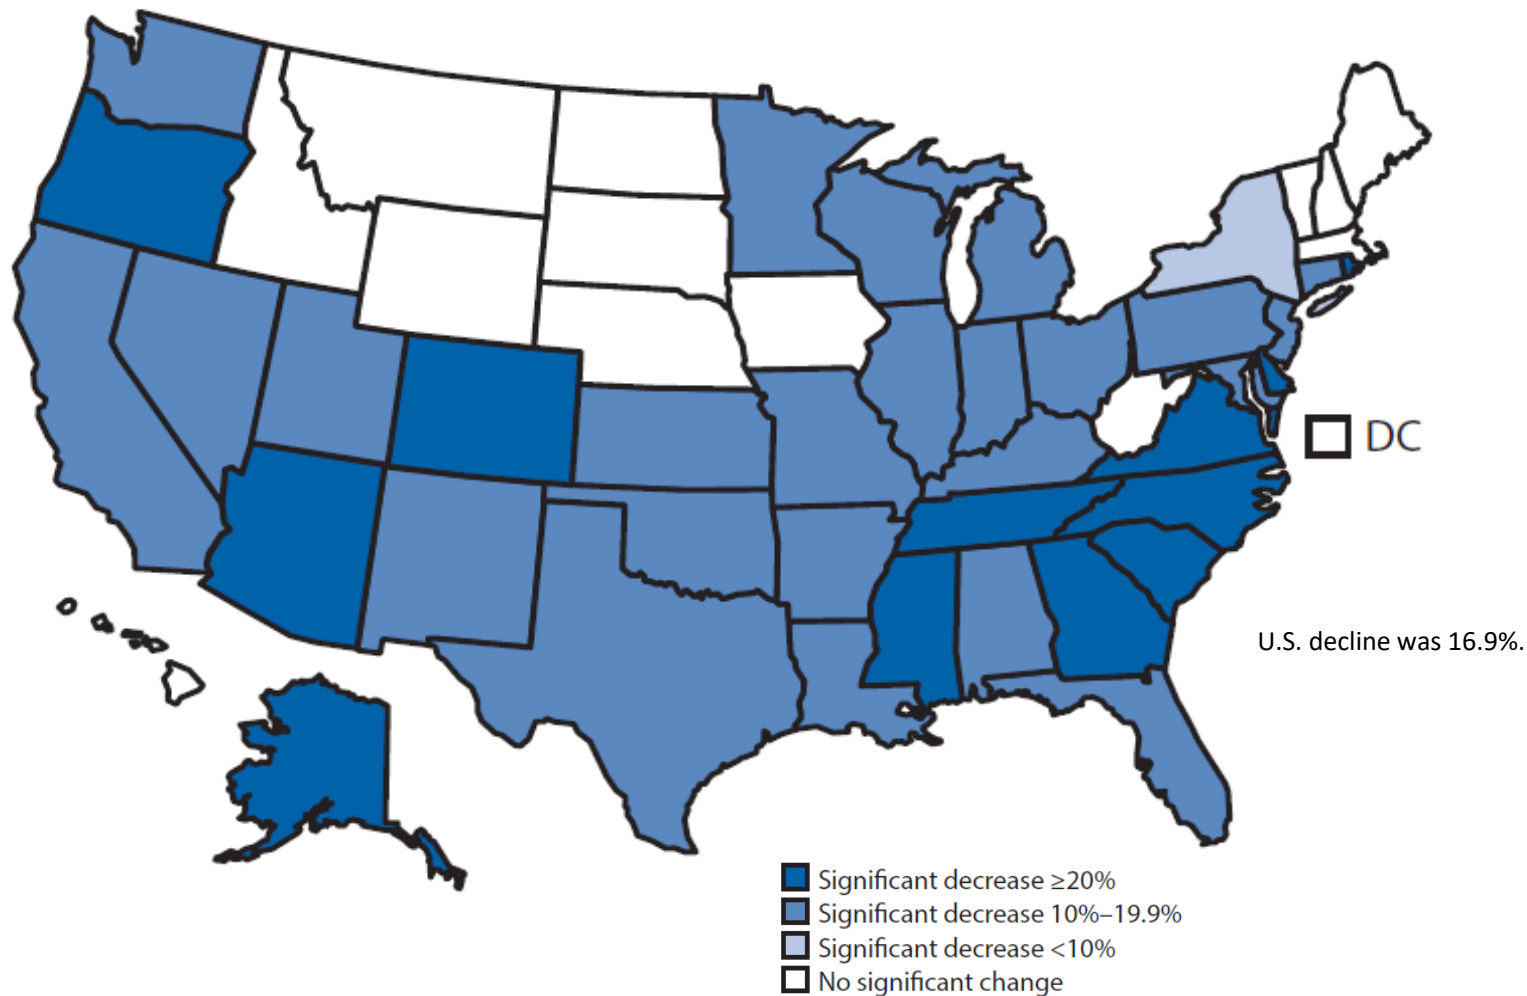 DC
U.S. decline was 16.9%.
Significant decrease ≥20%
Significant decrease 10%–19.9%
Significant decrease <10%
No significant change